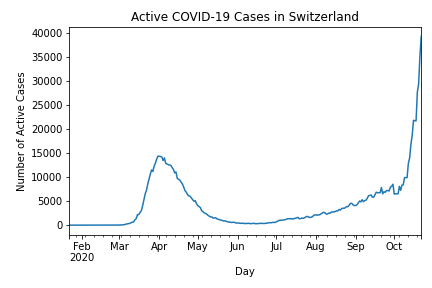 Active COVID-19 Cases in Switzerland
40000
35000
30000
25000
20000
15000
10000
5000
0
Number of Active Cases
Feb Mar Apr May Jun Jul Aug Sep Oct
2020
Day